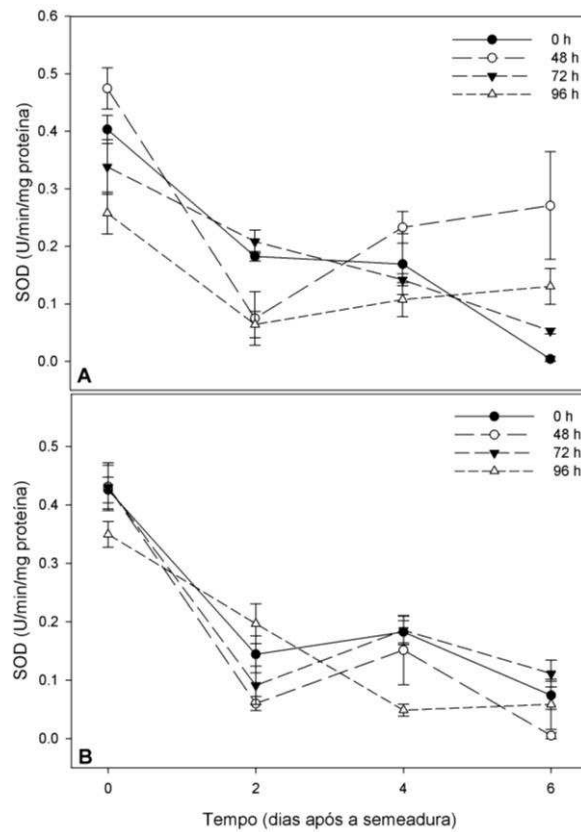 0.6
0 h
48 h
72 h
96 h
0.5
0.4
0.3
0.2
0.1
0.0
SOD (U/min/mg proteína)
A
0 h
48 h
72 h
96 h
0.5
0.4
0.3
0.2
0.1
0.0
SOD (U/min/mg proteína)
B
0 2 4 6
Tempo (dias após a semeadura)